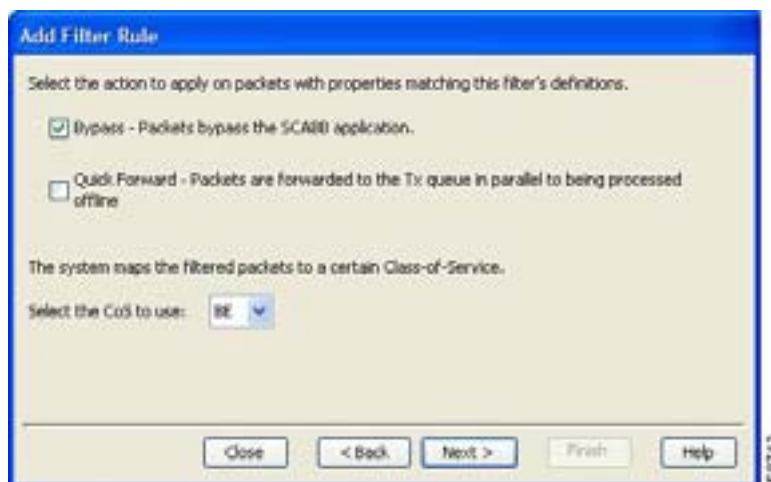 Add Filter Rule
Select the action to apply on packets with properties matching this filter's definitions.
Bypass - Packets bypass the SCABB application.
Quick Forward - Packets are forwarded to the Tx queue in parallel to being processed
offline
The system maps the filtered packets to a certain Class-of-Service.
Select the CoS to use: BE
Close < Back Next > Finish Help